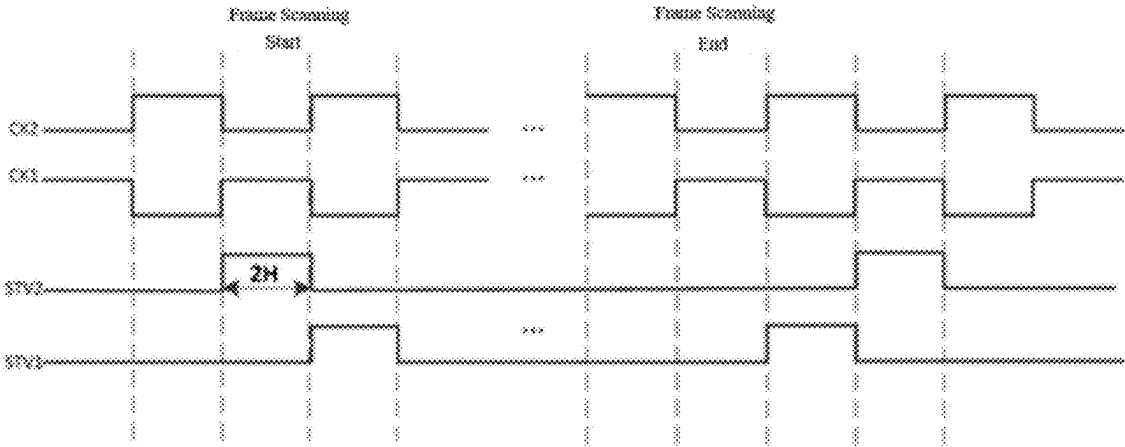 Frame Scanning
Start
Frame Scanning
End
CK2
...
CK1
...
STV2
2H
STV1
...